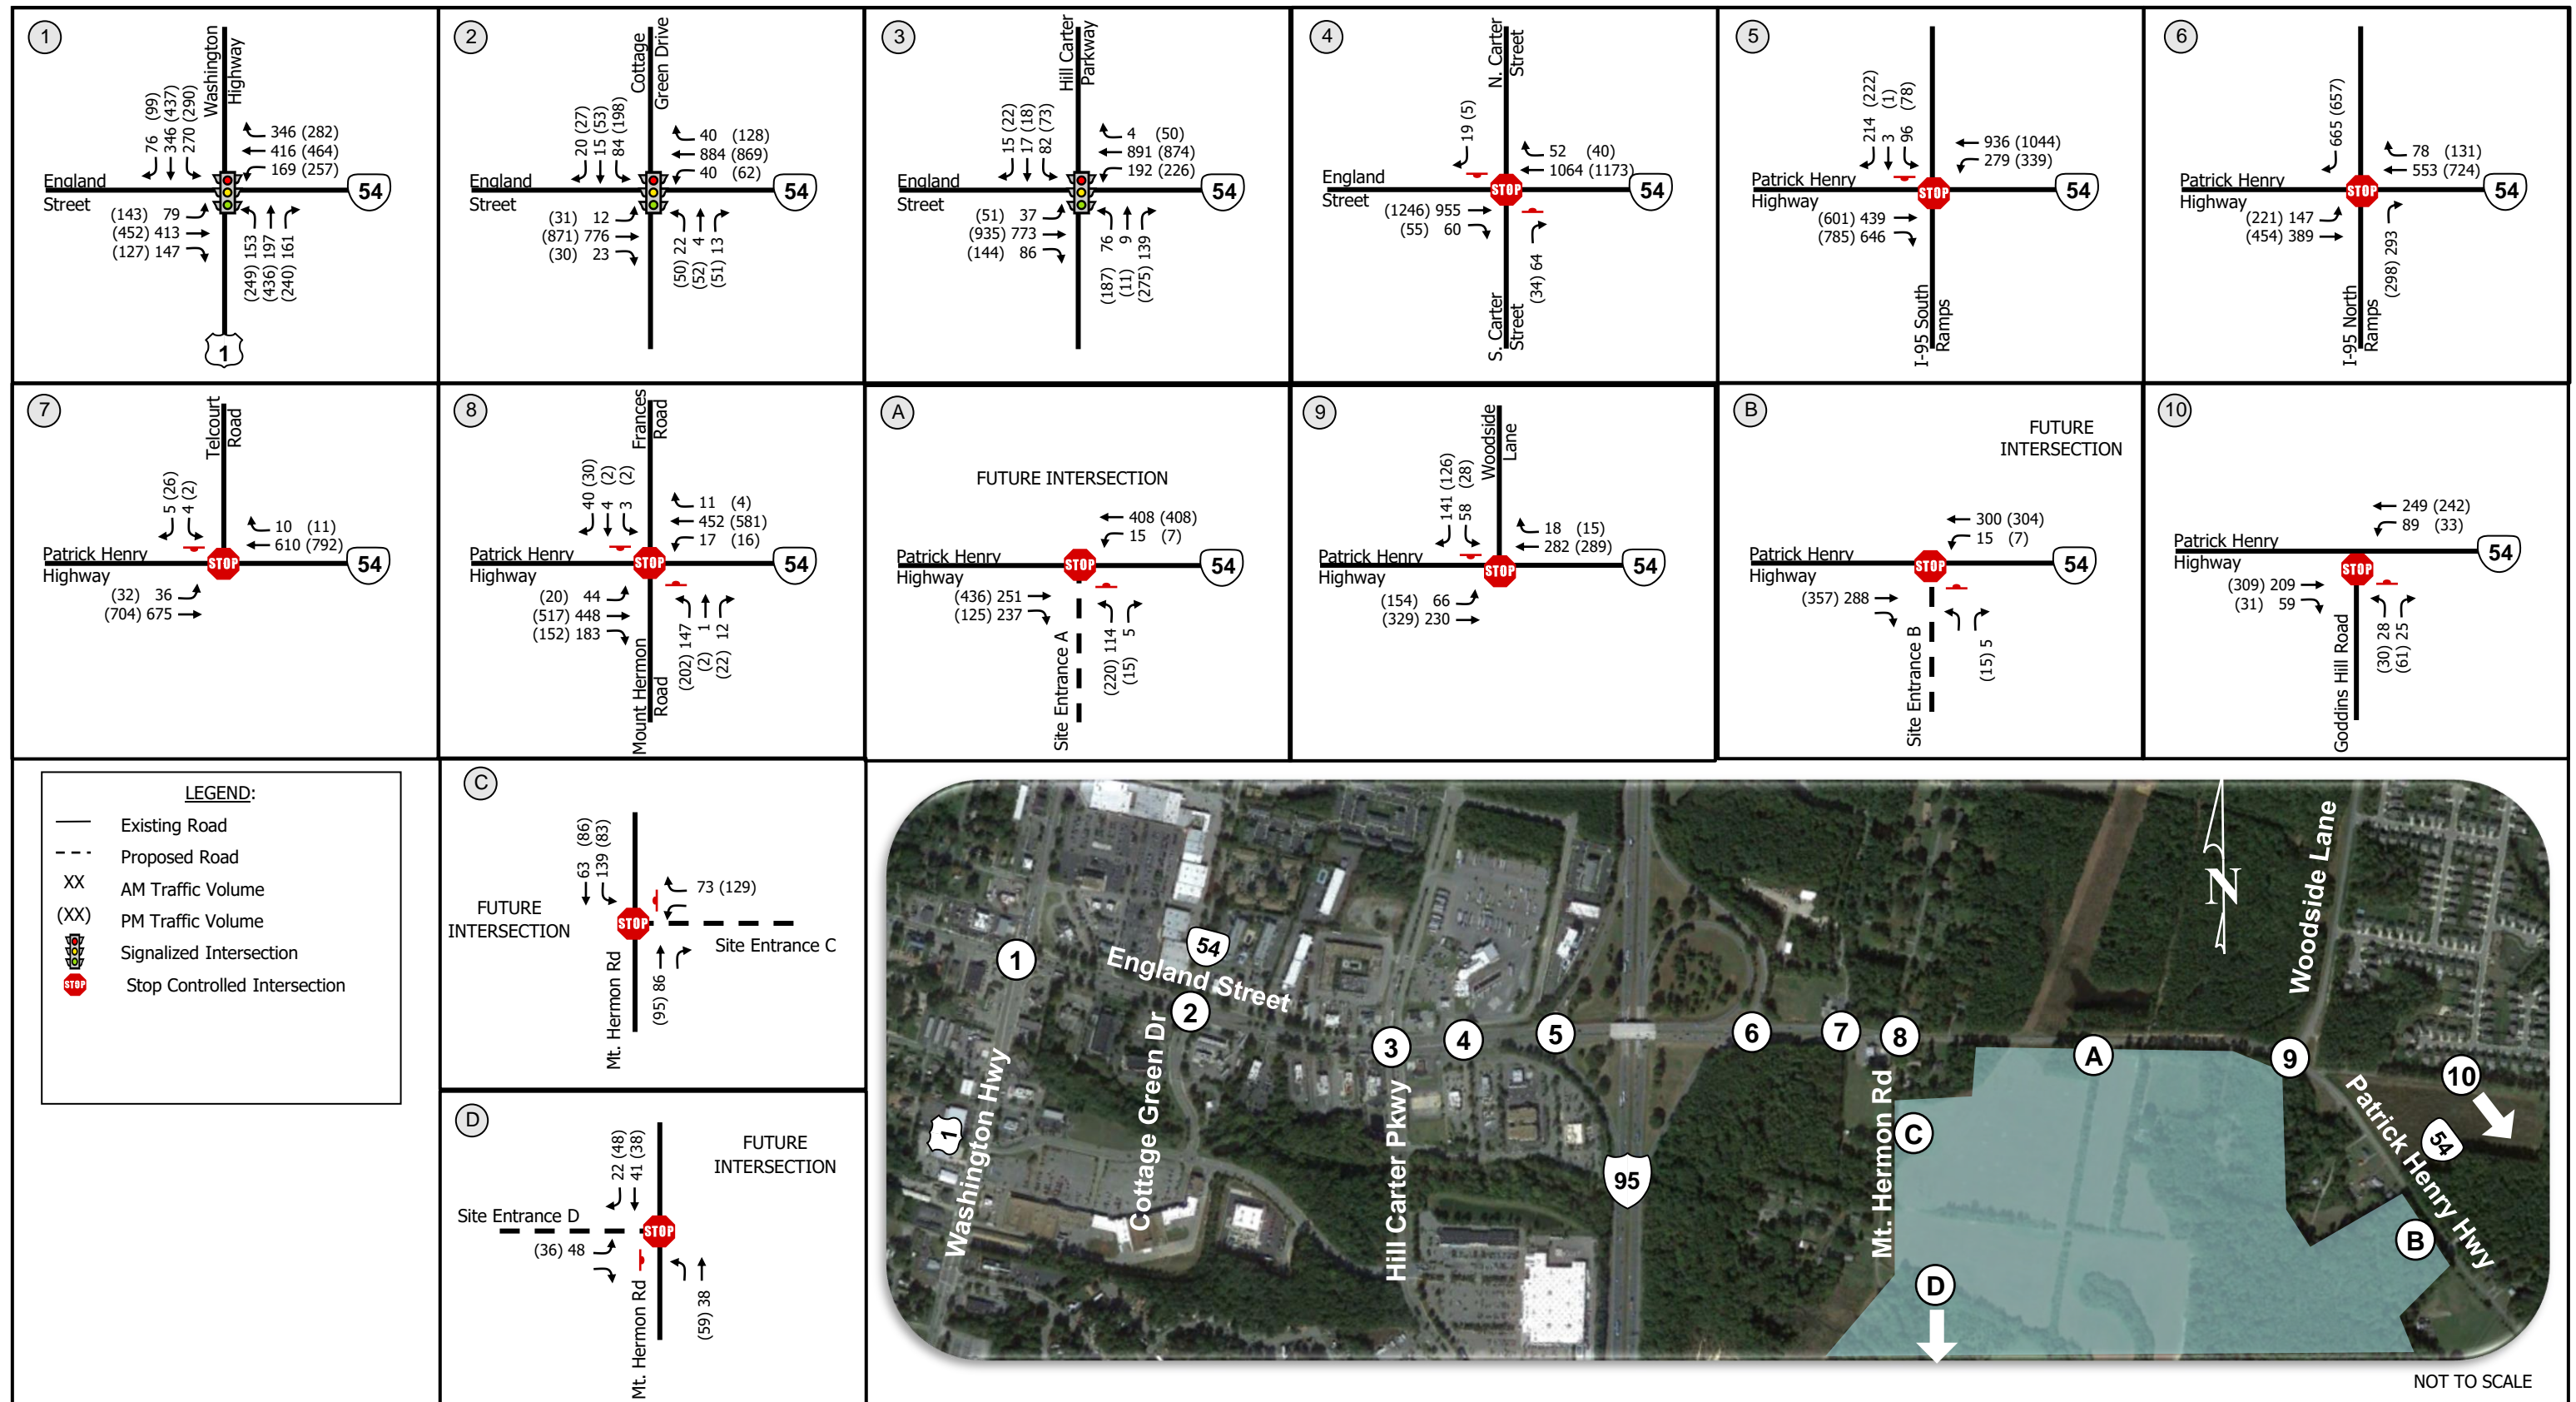 1
Washington
Highway
76 (99)
346 (437)
270 (290)
346 (282)
416 (464)
169 (257)
England
Street
54
(143) 79
(452) 413
(127) 147
(249) 153
(436) 197
(240) 161
1
2
Cottage
Green Drive
20 (27)
15 (53)
84 (198)
40 (128)
884 (869)
40 (62)
England
Street
54
(31) 12
(871) 776
(30) 23
(50) 22
(52) 4
(51) 13
3
Hill Carter
Parkway
15 (22)
17 (18)
82 (73)
4 (50)
891 (874)
192 (226)
England
Street
54
(51) 37
(935) 773
(144) 86
(187) 76
(11) 9
(275) 139
4
N. Carter
Street
19 (5)
52 (40)
1064 (1173)
England
Street
STOP
54
(1246) 955
(55) 60
(34) 64
S. Carter
Street
5
214 (222)
3 (1)
96 (78)
936 (1044)
279 (339)
Patrick Henry
Highway
STOP
54
(601) 439
(785) 646
I-95 South
Ramps
6
665 (657)
78 (131)
553 (724)
Patrick Henry
Highway
STOP
54
(221) 147
(454) 389
(298) 293
I-95 North
Ramps
7
Telcourt
Road
5 (26)
4 (2)
10 (11)
610 (792)
Patrick Henry
Highway
STOP
54
(32) 36
(704) 675
8
Frances
Road
40 (30)
4 (2)
3 (2)
11 (4)
452 (581)
17 (16)
Patrick Henry
Highway
STOP
54
(20) 44
(517) 448
(152) 183
(202) 147
(2) 1
(22) 12
Mount Hermon
Road
A
FUTURE INTERSECTION
408 (408)
15 (7)
Patrick Henry
Highway
STOP
54
(436) 251
(125) 237
(220) 114
(15) 5
Site Entrance A
9
Woodside
Lane
141 (126)
58 (28)
18 (15)
282 (289)
Patrick Henry
Highway
STOP
54
(154) 66
(329) 230
B
FUTURE
INTERSECTION
300 (304)
15 (7)
Patrick Henry
Highway
STOP
54
(357) 288
(15) 5
Site Entrance B
10
249 (242)
89 (33)
Patrick Henry
Highway
STOP
54
(309) 209
(31) 59
(30) 28
(61) 25
Goddins Hill Road
LEGEND:
Existing Road
Proposed Road
XX AM Traffic Volume
(XX) PM Traffic Volume
Signalized Intersection
STOP Stop Controlled Intersection
C
63 (86)
139 (83)
73 (129)
FUTURE
INTERSECTION
STOP
Site Entrance C
Mt. Hermon Rd
(95) 86
D
22 (48)
41 (38)
FUTURE
INTERSECTION
Site Entrance D
STOP
(36) 48
(59) 38
Mt. Hermon Rd
1
2
3
4
5
6
7
8
A
9
10
B
C
D
54
England Street
Washington Hwy
1
Cottage Green Dr
Hill Carter Pkwy
95
Mt. Hermon Rd
N
Woodside Lane
Patrick Henry Hwy
54
NOT TO SCALE